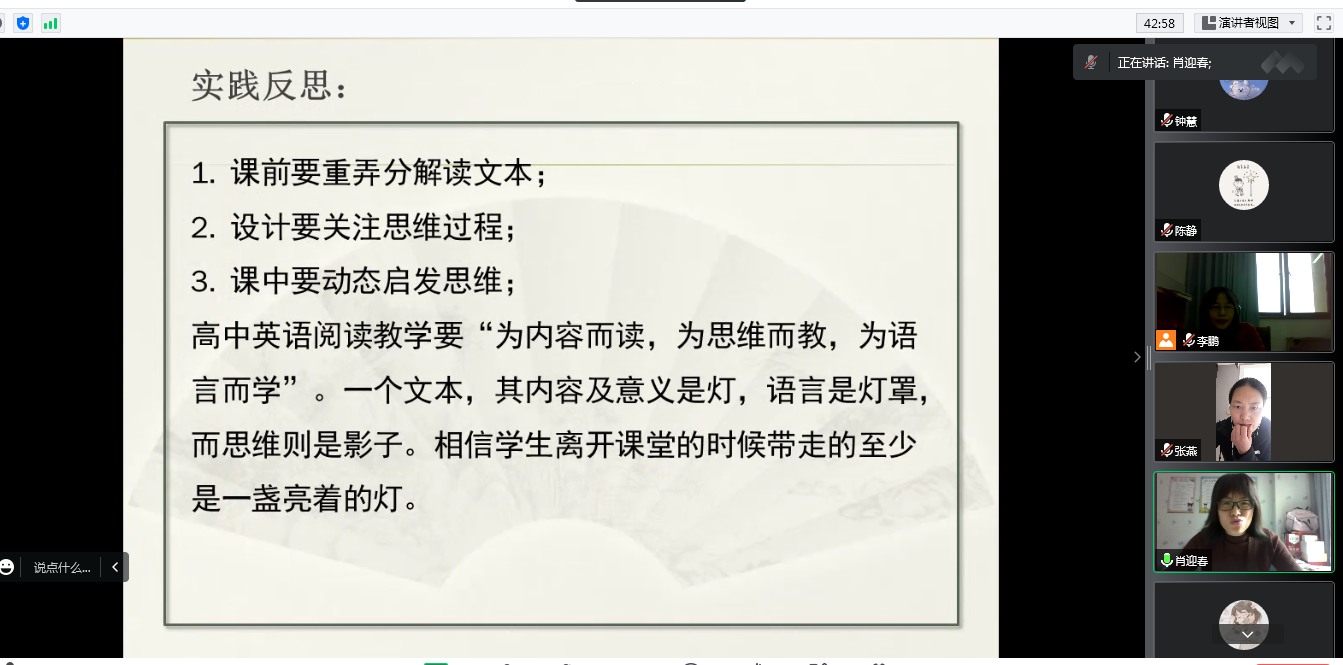 42:58
演讲者视图
正在讲话: 肖迎春;
实践反思：
1. 课前要重弄分解读文本；
2. 设计要关注思维过程；
3. 课中要动态启发思维；
高中英语阅读教学要“为内容而读，为思维而教，为语
言而学”。一个文本，其内容及意义是灯，语言是灯罩，
而思维则是影子。相信学生离开课堂的时候带走的至少
是一盏亮着的灯。
说点什么...
钟慧
陈静
李鹏
张燕
肖迎春